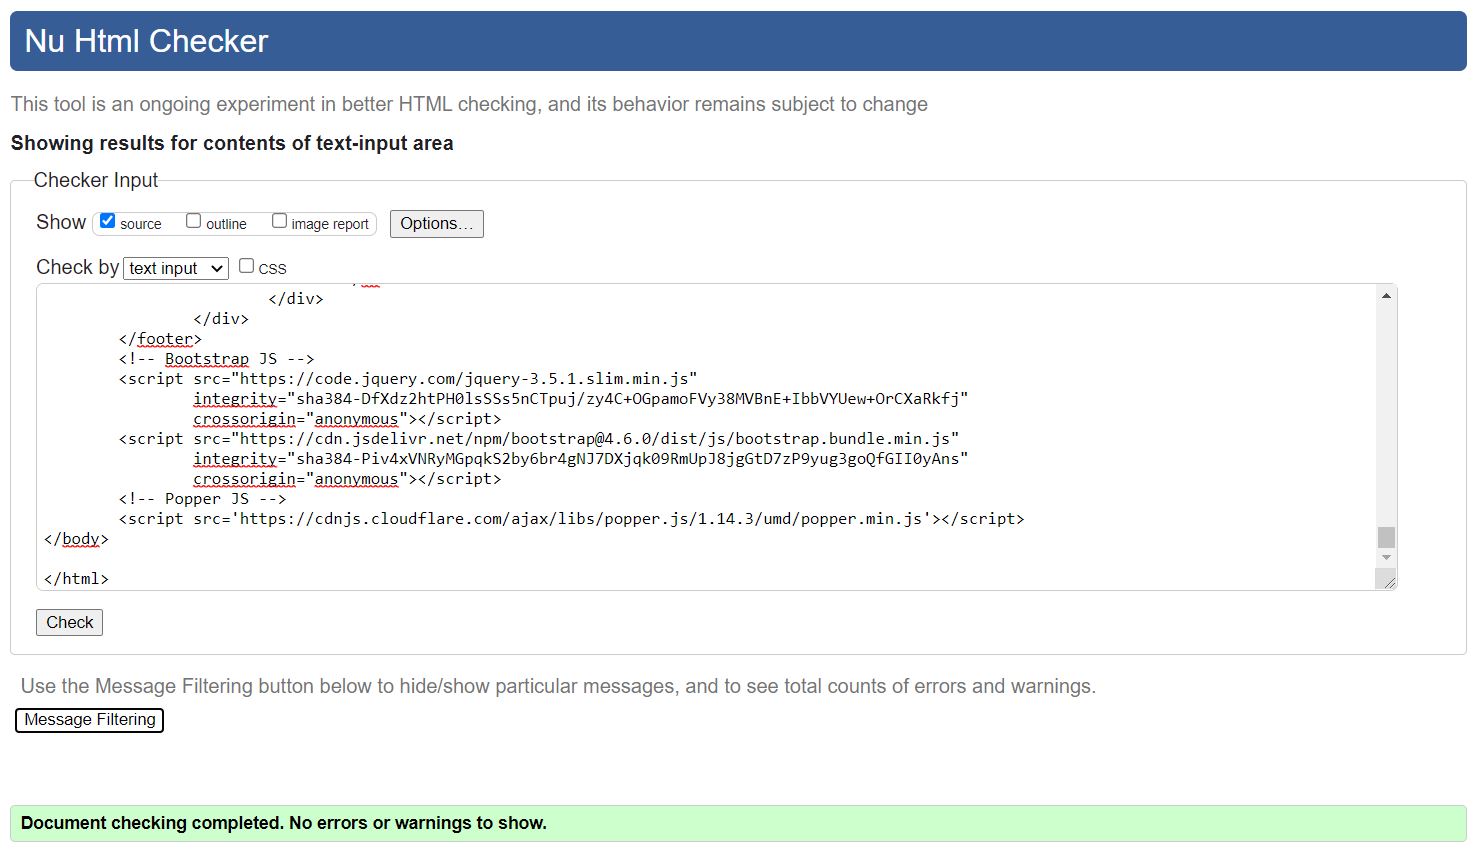 Nu Html Checker
This tool is an ongoing experiment in better HTML checking, and its behavior remains subject to change
Showing results for contents of text-input area
Checker Input
Show source outline image report Options...
Check by text input CSS
</div>
</div>
</footer>
<!-- Bootstrap JS -->
<script src="https://code.jquery.com/jquery-3.5.1.slim.min.js"
integrity="sha384-DfXdz2htPH0lsSSs5nCTpuj/zy4C+OGpamoFVy38MVBnE+IbbVYUew+OrCXaRkfj"
crossorigin="anonymous"></script>
<script src="https://cdn.jsdelivr.net/npm/bootstrap@4.6.0/dist/js/bootstrap.bundle.min.js"
integrity="sha384-Piv4xVNRyMGpqkS2by6br4gNJ7DXjqk09RmUpJ8jgGtD7zP9yug3goQfGII0yAns"
crossorigin="anonymous"></script>
<!-- Popper JS -->
<script src='https://cdnjs.cloudflare.com/ajax/libs/popper.js/1.14.3/umd/popper.min.js'></script>
</body>
</html>
Check
Use the Message Filtering button below to hide/show particular messages, and to see total counts of errors and warnings.
Message Filtering
Document checking completed. No errors or warnings to show.